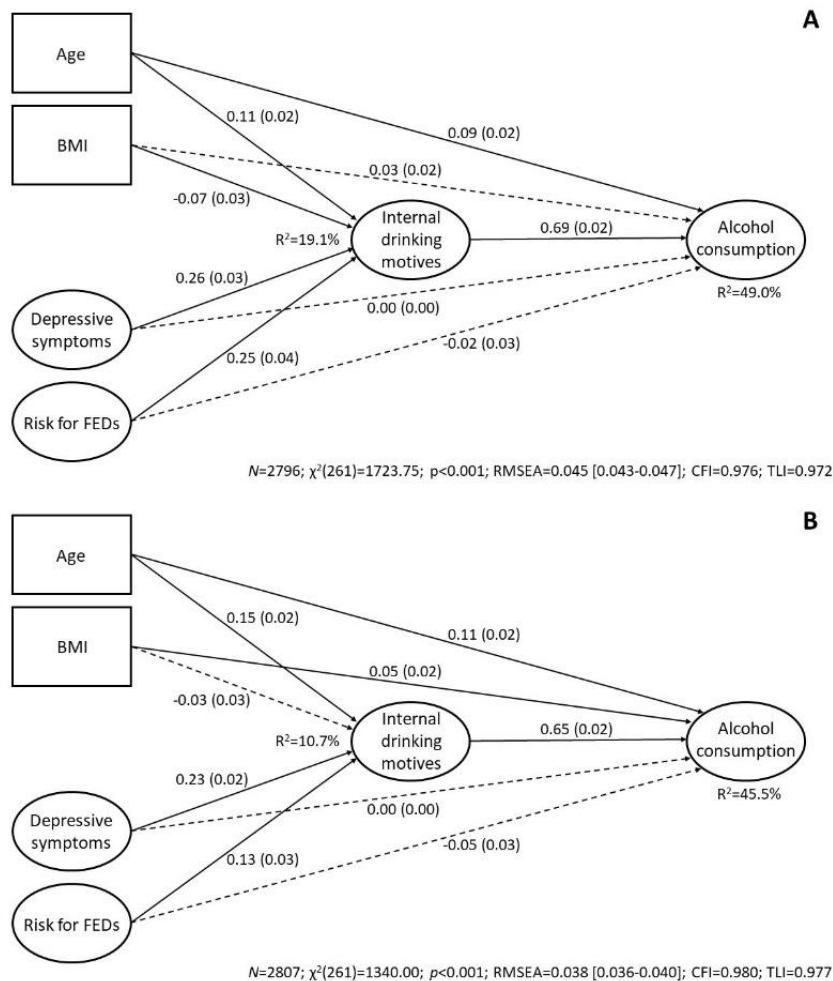 A
Age
0.11 (0.02)
0.09 (0.02)
BMI
0.03 (0.02)
-0.07 (0.03)
Internal
drinking
motives
R²=19.1%
0.69 (0.02)
Alcohol
consumption
R²=49.0%
0.26 (0.03)
Depressive
symptoms
0.00 (0.00)
-0.02 (0.03)
0.25 (0.04)
Risk for FEDs
N=2796; χ²(261)=1723.75; p<0.001; RMSEA=0.045 [0.043-0.047]; CFI=0.976; TLI=0.972
B
Age
0.15 (0.02)
0.11 (0.02)
BMI
0.05 (0.02)
-0.03 (0.03)
Internal
drinking
motives
R²=10.7%
0.65 (0.02)
Alcohol
consumption
R²=45.5%
0.23 (0.02)
Depressive
symptoms
0.00 (0.00)
-0.05 (0.03)
0.13 (0.03)
Risk for FEDs
N=2807; χ²(261)=1340.00; p<0.001; RMSEA=0.038 [0.036-0.040]; CFI=0.980; TLI=0.977